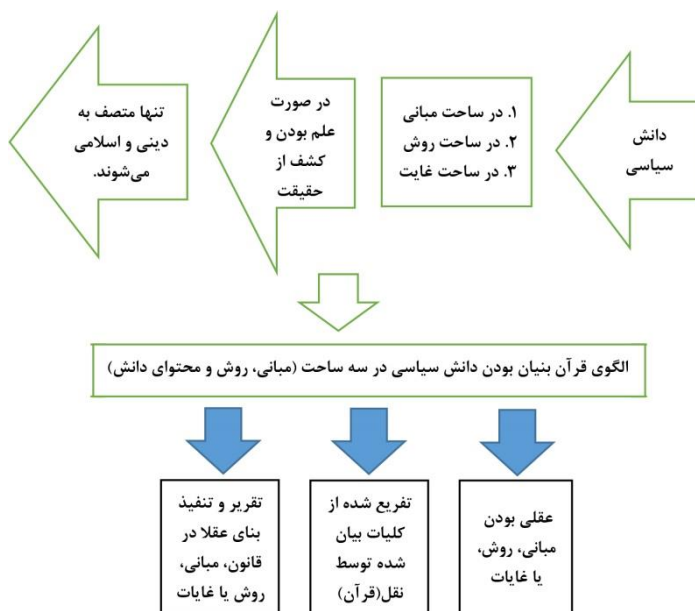 دانش
سیاسی
۱. در ساحت مبانی
۲. در ساحت روش
۳. در ساحت غایت
در صورت
علم بودن و
کشف از
حقیقت
تنها متصف به
دینی و اسلامی
می‌شوند.
الگوی قرآن بنیان بودن دانش سیاسی در سه ساحت (مبانی، روش و محتوای دانش)
عقلی بودن
مبانی، روش،
یا غایات
تفریع شده از
کلیات بیان
شده توسط
نقل(قرآن)
تقریر و تنفیذ
بنای عقلا در
قانون، مبانی،
روش یا غایات